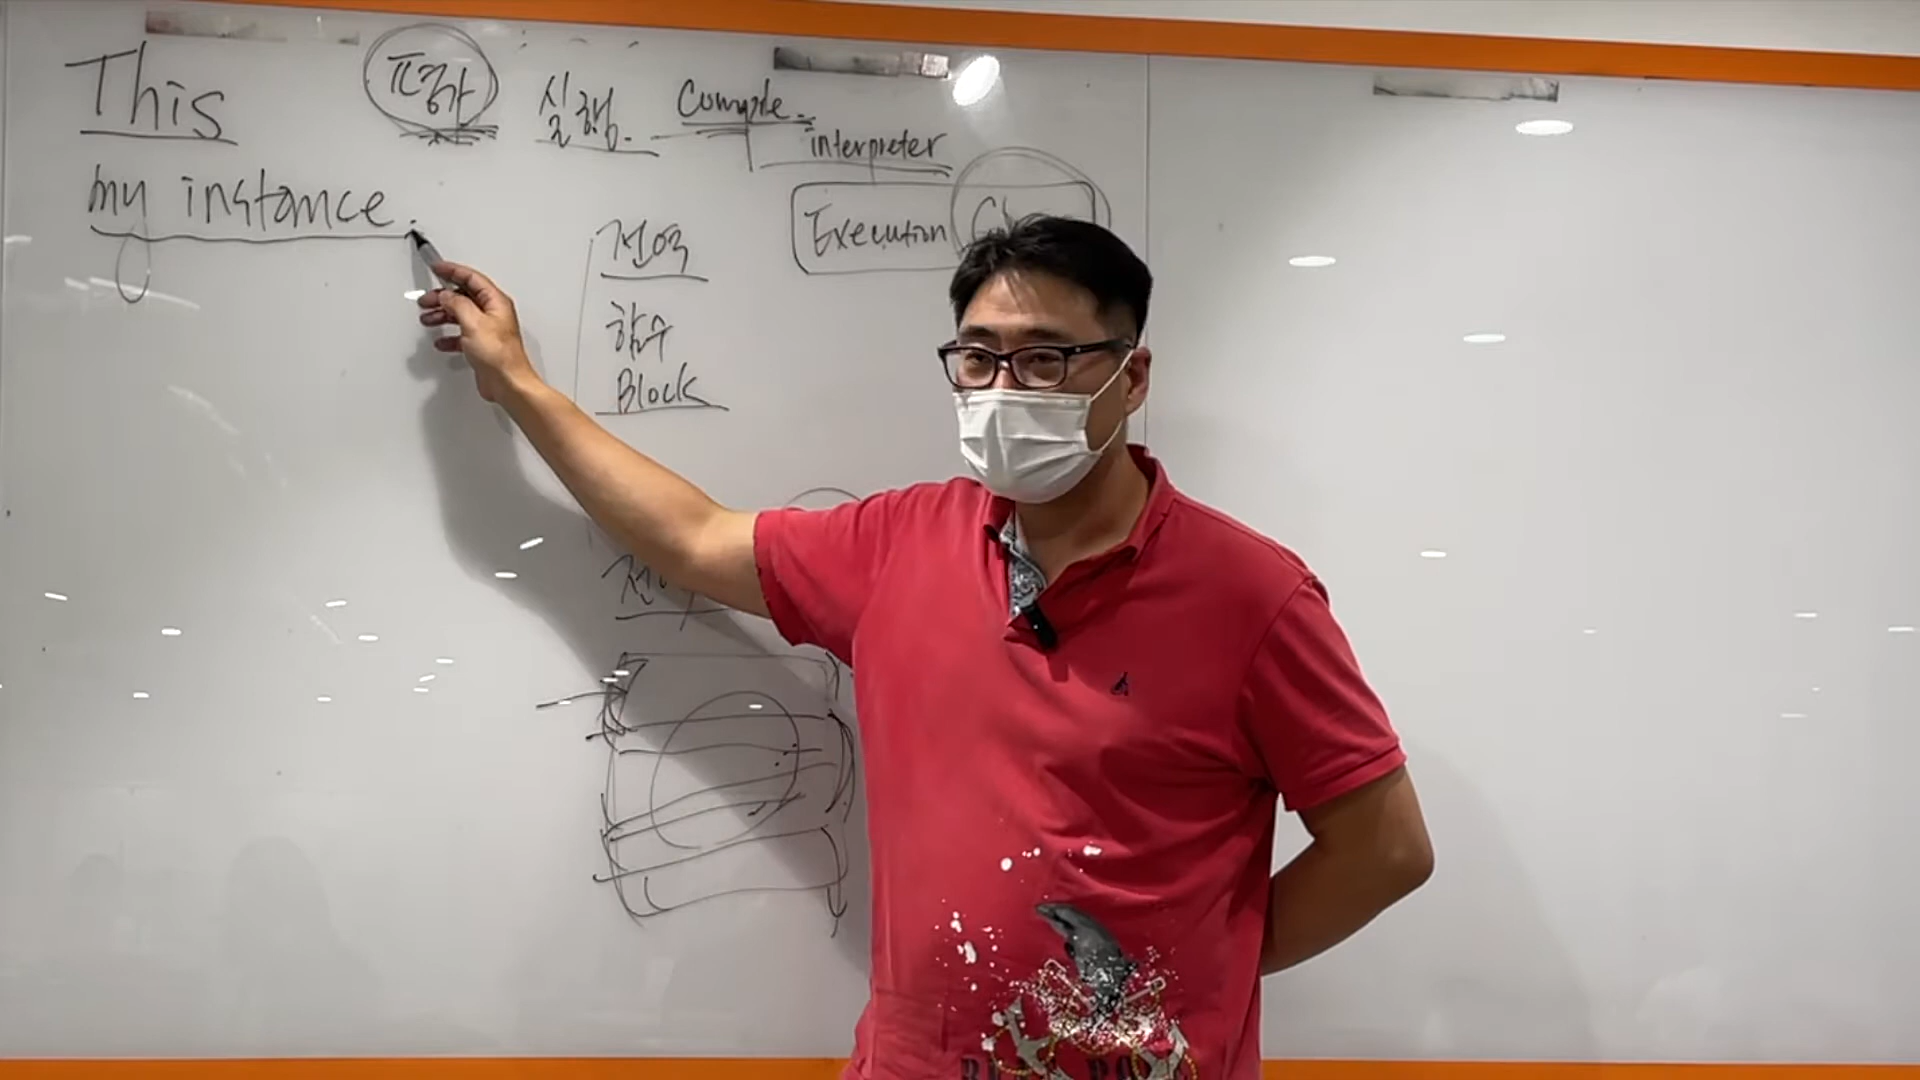 This
평가 실행. Compile.
interpreter
my instance.
Execution
전역
함수
Block